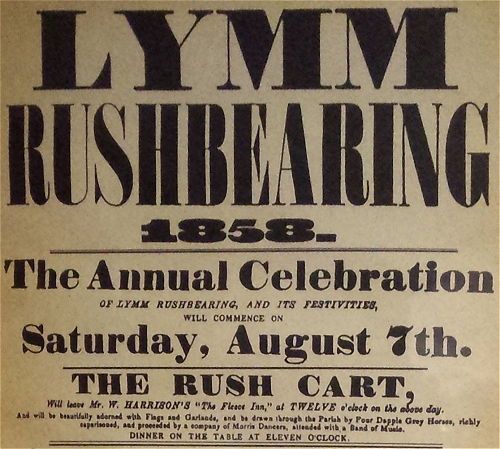 LYMM
RUSHBEARING
1858.
The Annual Celebration
OF LYMM RUSHBEARING, AND ITS FESTIVITIES,
WILL COMMENCE ON
Saturday, August 7th.
THE RUSH CART,
Will leave Mr. W. HARRISON'S "The Fleece Inn," at TWELVE o'clock on the above day.
And will be beautifully adorned with Flags and Garlands, and be drawn through the Parish by Four Dapple Grey Horses, richly
caparisoned, and preceded by a company of Morris Dancers, attended with a Band of Music.
DINNER ON THE TABLE AT ELEVEN O'CLOCK.